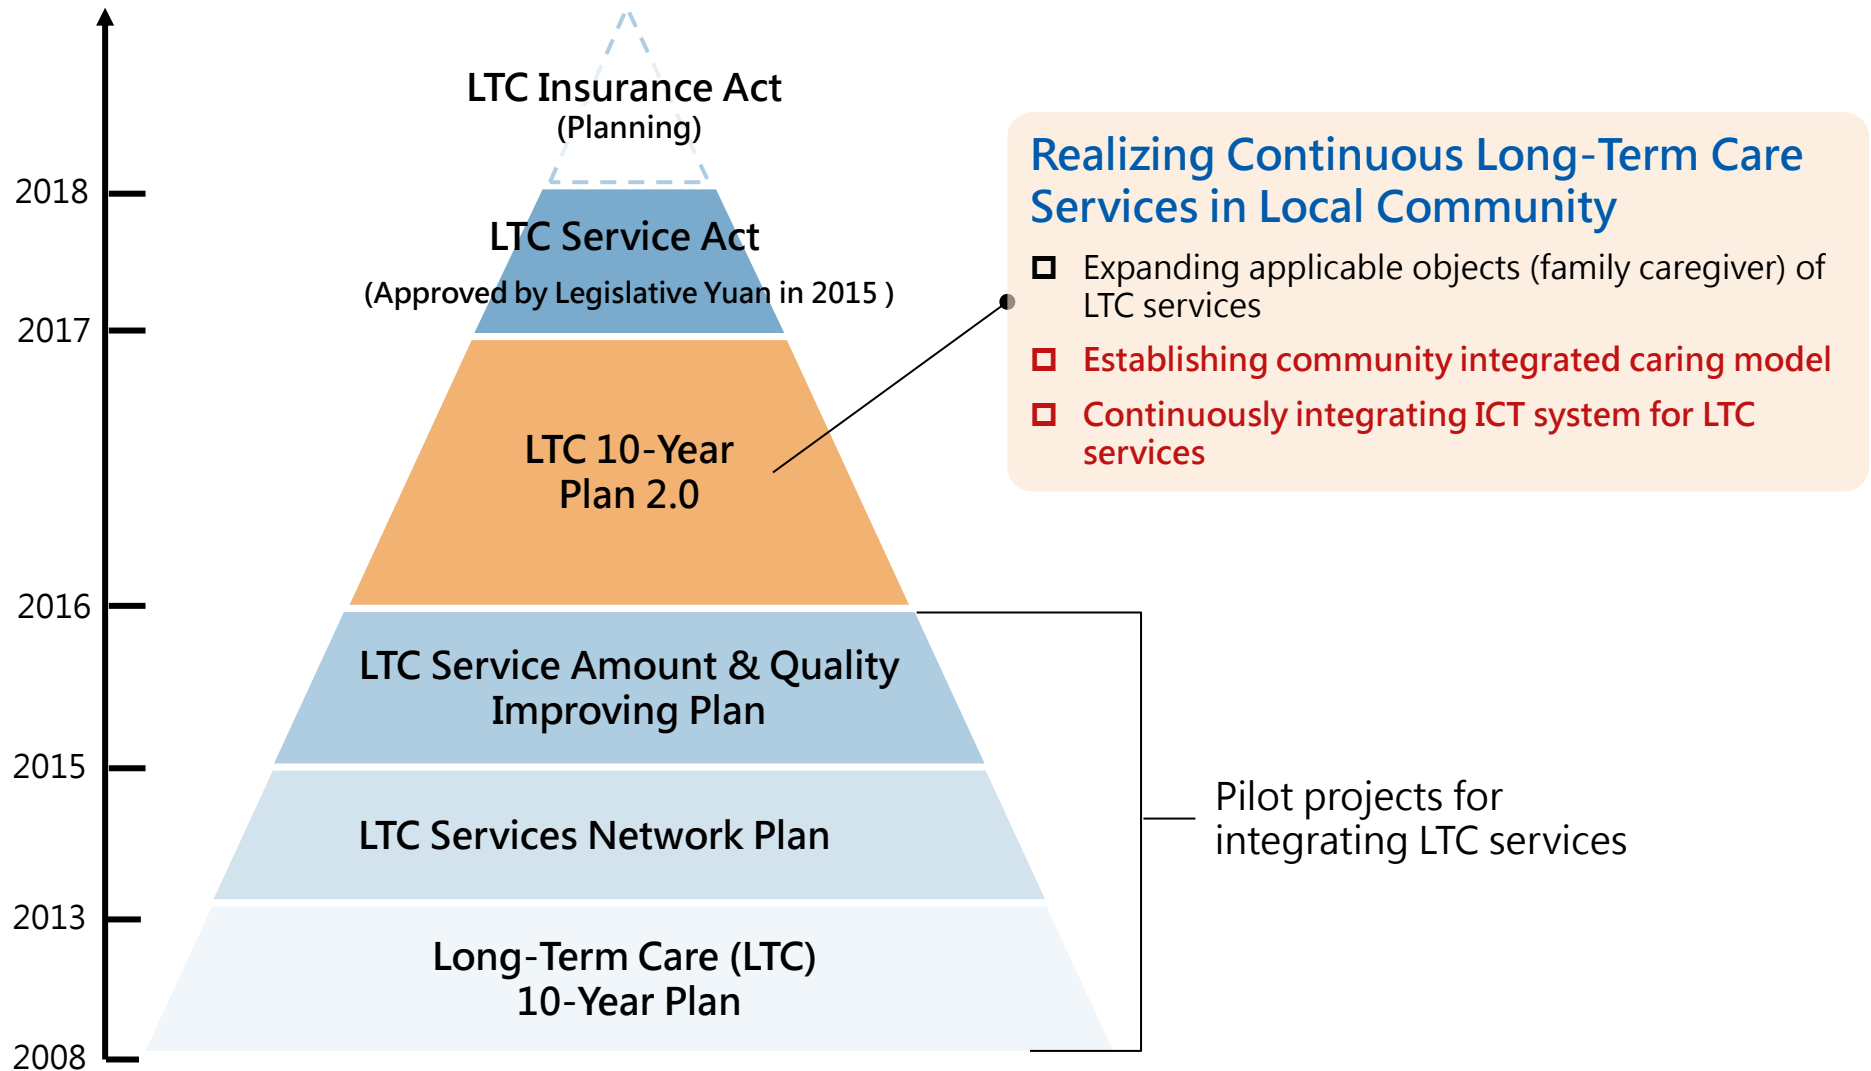 LTC Insurance Act
(Planning)
2018
LTC Service Act
(Approved by Legislative Yuan in 2015 )
2017
LTC 10-Year
Plan 2.0
Realizing Continuous Long-Term Care
Services in Local Community
Expanding applicable objects (family caregiver) of
LTC services
Establishing community integrated caring model
Continuously integrating ICT system for LTC
services
2016
LTC Service Amount & Quality
Improving Plan
2015
LTC Services Network Plan
Pilot projects for
integrating LTC services
2013
Long-Term Care (LTC)
10-Year Plan
2008